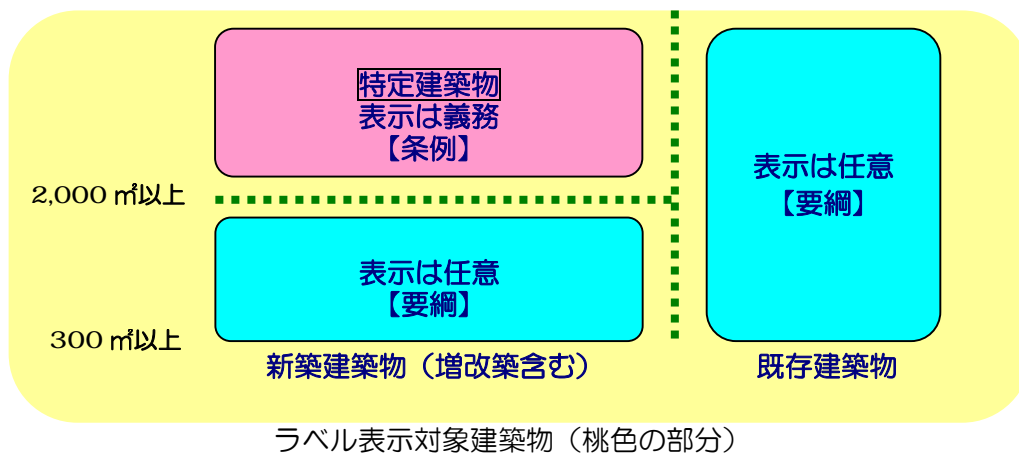 特定建築物
表示は義務
【条例】
表示は任意
【要綱】
2,000 ㎡以上
表示は任意
【要綱】
300 ㎡以上
新築建築物（増改築含む）
既存建築物
ラベル表示対象建築物（桃色の部分）